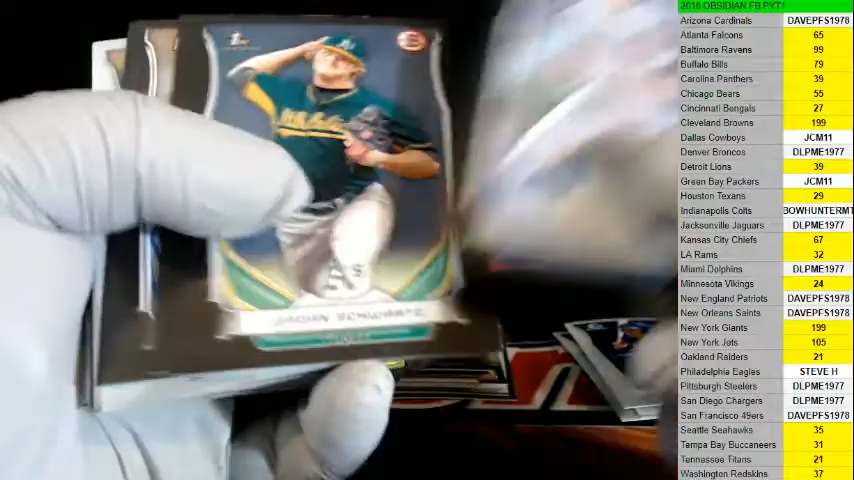 2018 OBSIDIAN FB PYT1
Arizona Cardinals DAVEPFS1978
Atlanta Falcons 65
Baltimore Ravens 99
Buffalo Bills 79
Carolina Panthers 39
Chicago Bears 55
Cincinnati Bengals 27
Cleveland Browns 199
Dallas Cowboys JCM11
Denver Broncos DLPME1977
Detroit Lions 39
Green Bay Packers JCM11
Houston Texans 29
Indianapolis Colts BOWHUNTERMT
Jacksonville Jaguars DLPME1977
Kansas City Chiefs 67
LA Rams 32
Miami Dolphins DLPME1977
Minnesota Vikings 24
New England Patriots DAVEPFS1978
New Orleans Saints DAVEPFS1978
New York Giants 199
New York Jets 105
Oakland Raiders 21
Philadelphia Eagles STEVE H
Pittsburgh Steelers DLPME1977
San Diego Chargers DLPME1977
San Francisco 49ers DAVEPFS1978
Seattle Seahawks 35
Tampa Bay Buccaneers 31
Tennessee Titans 21
Washington Redskins 37